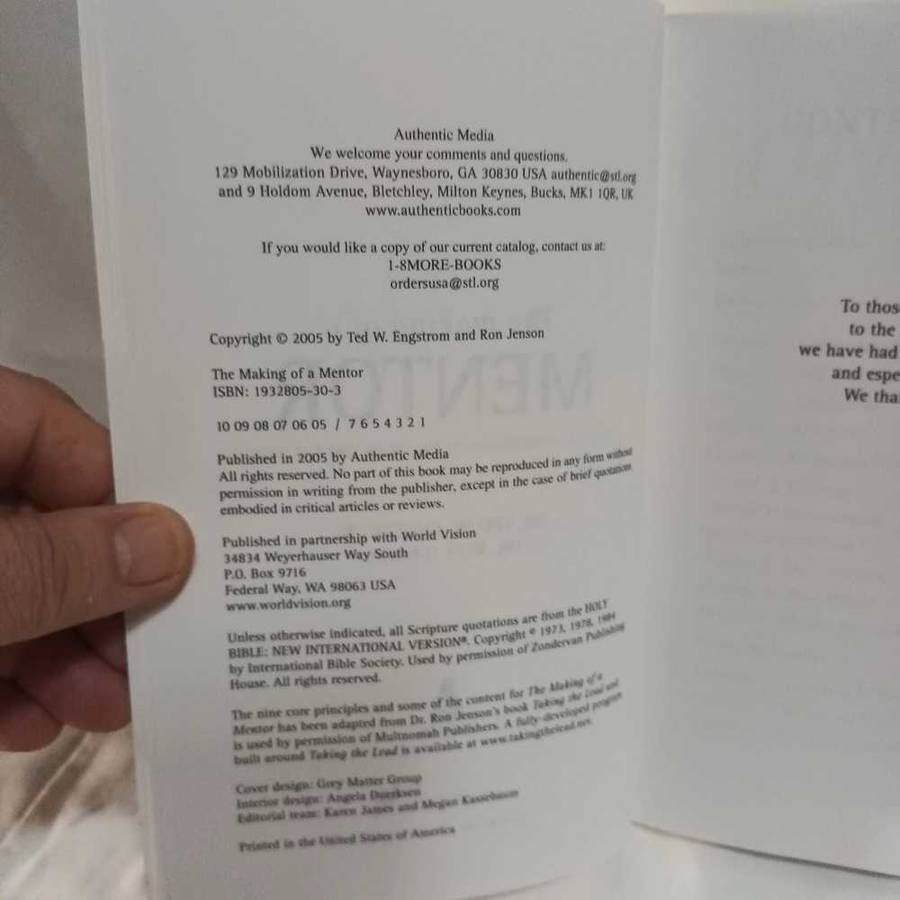 Authentic Media
We welcome your comments and questions.
129 Mobilization Drive, Waynesboro, GA 30830 USA authentic@stl.org
and 9 Holdom Avenue, Bletchley, Milton Keynes, Bucks, MK1 1QR, UK
www.authenticbooks.com
If you would like a copy of our current catalog, contact us at:
1-8MORE-BOOKS
ordersusa@stl.org
Copyright © 2005 by Ted W. Engstrom and Ron Jenson
The Making of a Mentor
ISBN: 1932805-30-3
10 09 08 07 06 05 / 7 6 5 4 3 2 1
Published in 2005 by Authentic Media
All rights reserved. No part of this book may be reproduced in any form without
permission in writing from the publisher, except in the case of brief quotations
embodied in critical articles or reviews.
Published in partnership with World Vision
34834 Weyerhauser Way South
P.O. Box 9716
Federal Way, WA 98063 USA
www.worldvision.org
Unless otherwise indicated, all Scripture quotations are from the HOLY
BIBLE: NEW INTERNATIONAL VERSION®. Copyright © 1973, 1978, 1984
by International Bible Society. Used by permission of Zondervan Publishing
House. All rights reserved.
The nine core principles and some of the content for The Making of a
Mentor has been adapted from Dr. Ron Jenson's book Taking the Lead and
is used by permission of Multnomah Publishers. A fully-developed program
built around Taking the Lead is available at www.takingthelead.net.
Cover design: Grey Matter Group
Interior design: Angela Duerksen
Editorial team: Karen James and Megan Kassebaum
Printed in the United States of America
To thos
to the
we have had
and espe
We tha
MENTOR